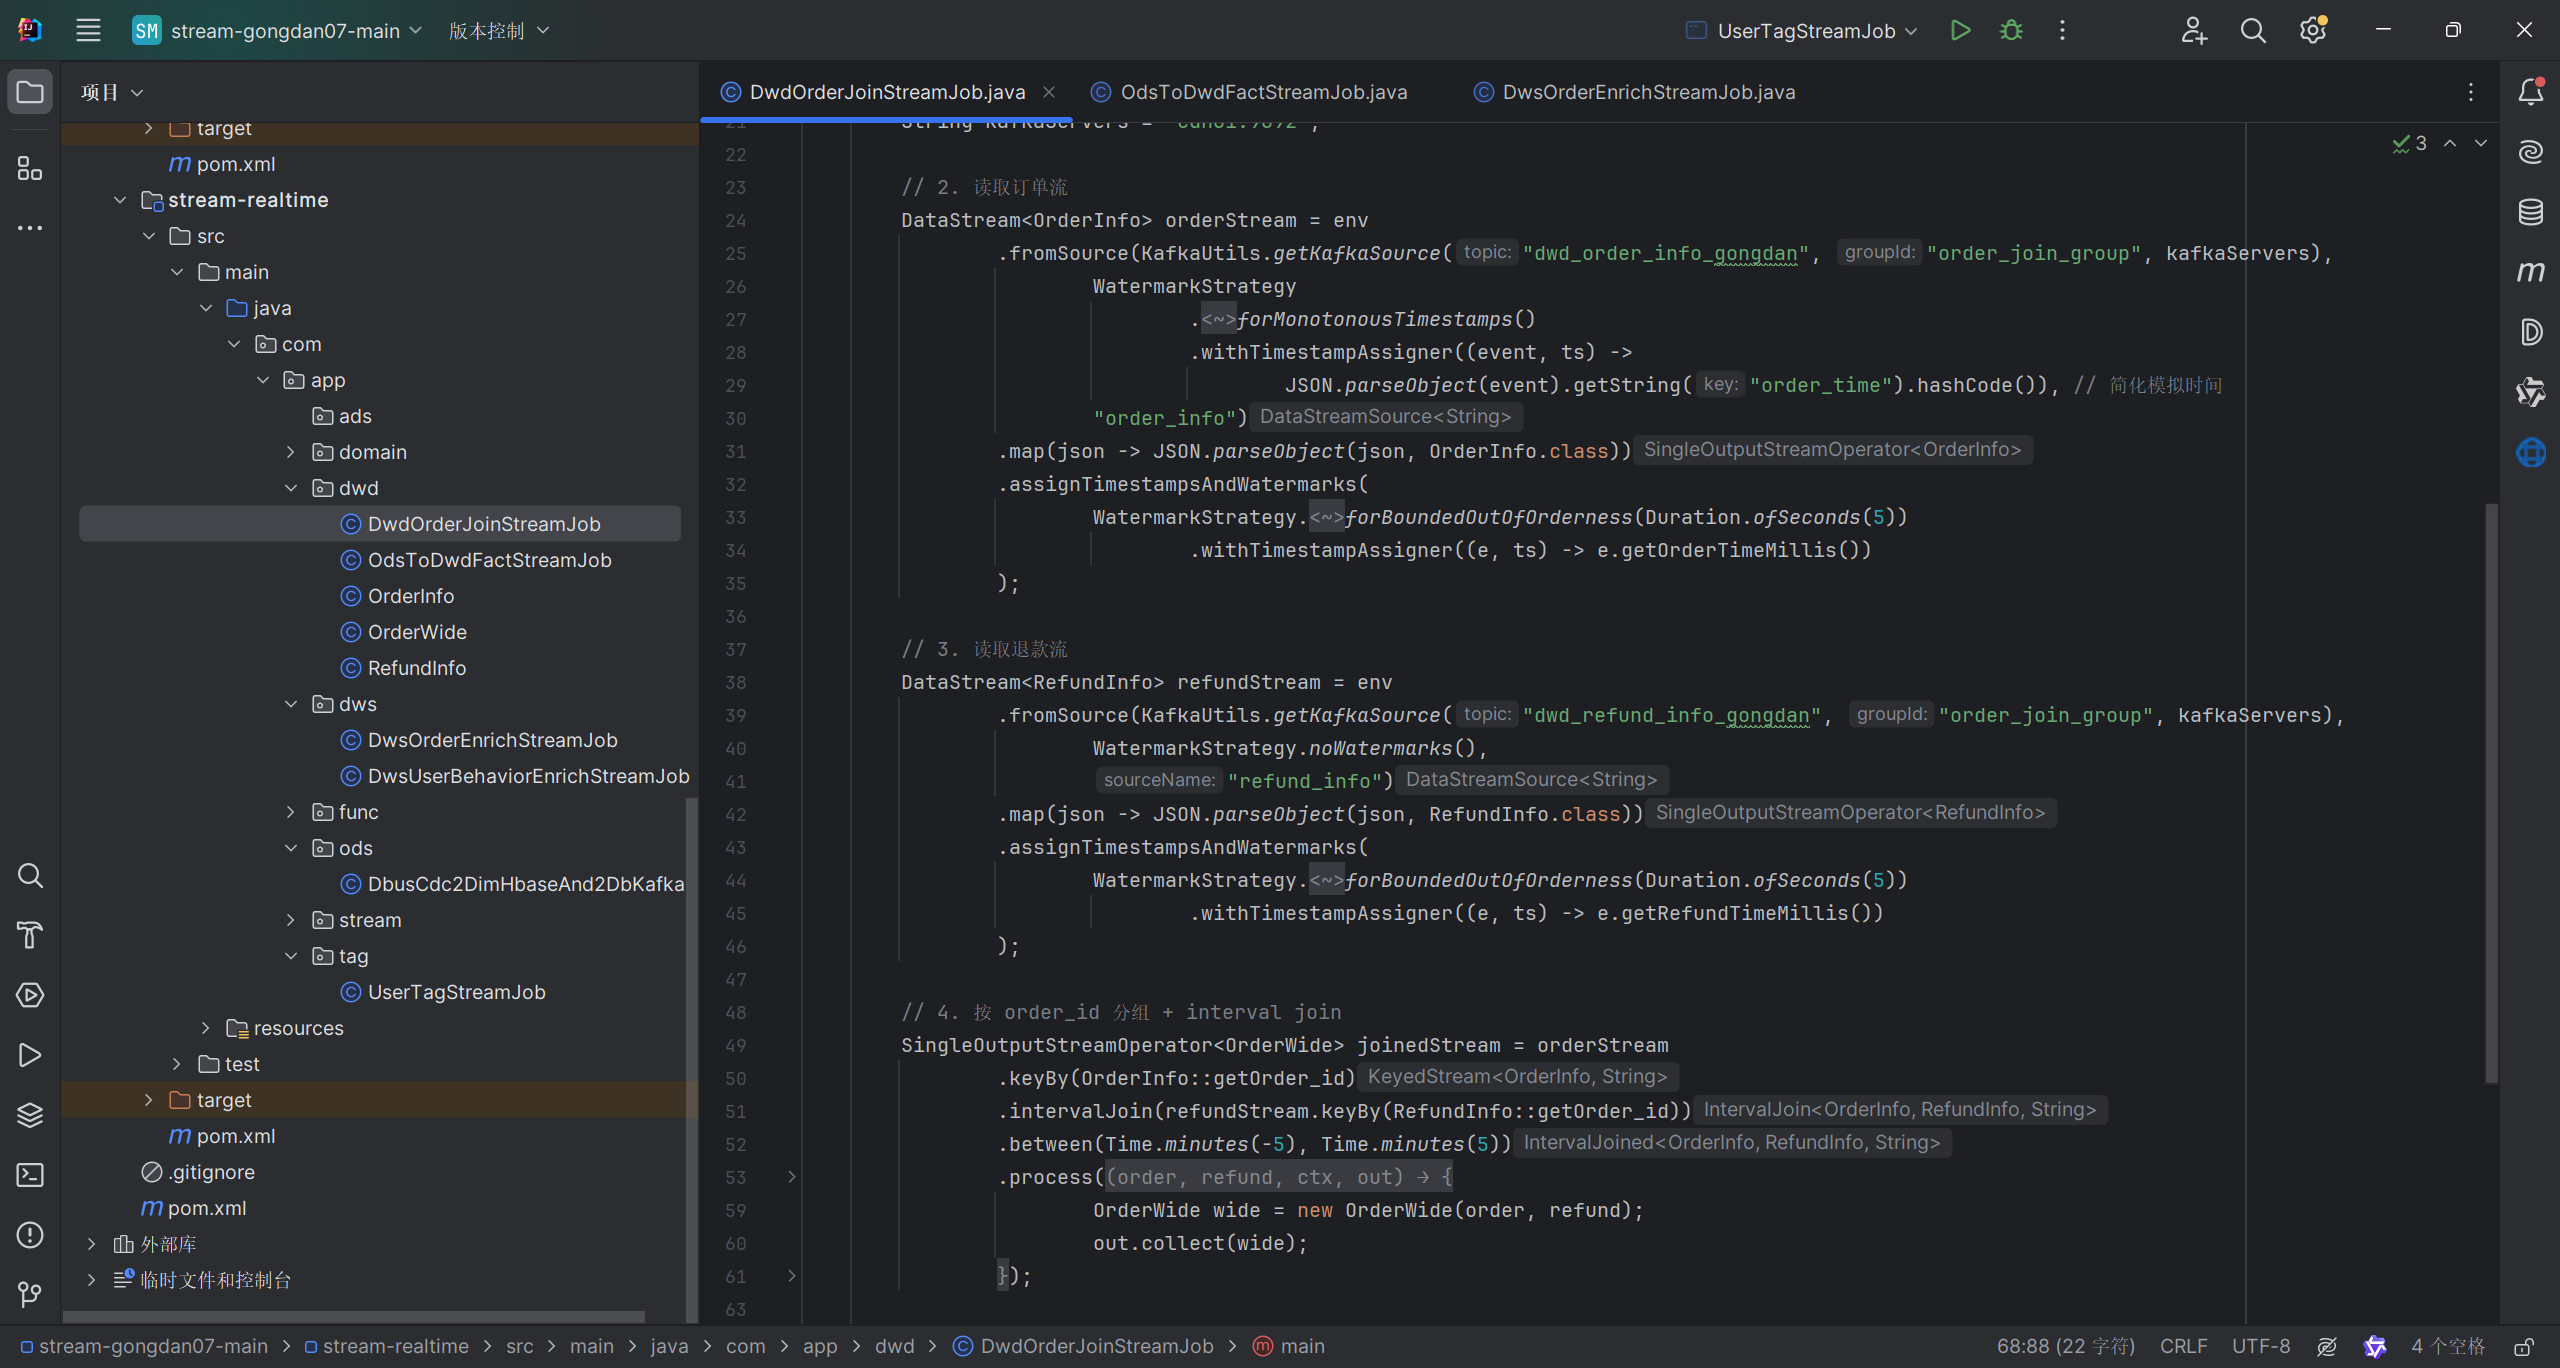 SM stream-gongdan07-main 版本控制 UserTagStreamJob
项目
DwdOrderJoinStreamJob.java OdsToDwdFactStreamJob.java DwsOrderEnrichStreamJob.java
target
pom.xml
stream-realtime
src
main
java
com
app
ads
domain
dwd
DwdOrderJoinStreamJob
OdsToDwdFactStreamJob
OrderInfo
OrderWide
RefundInfo
dws
DwsOrderEnrichStreamJob
DwsUserBehaviorEnrichStreamJob
func
ods
DbusCdc2DimHbaseAnd2DbKafka
stream
tag
UserTagStreamJob
resources
test
target
pom.xml
.gitignore
pom.xml
外部库
临时文件和控制台
3
22
23 // 2. 读取订单流
24 DataStream<OrderInfo> orderStream = env
25 .fromSource(KafkaUtils.getKafkaSource( topic: "dwd_order_info_gongdan", groupId: "order_join_group", kafkaServers),
26 WatermarkStrategy
27 .<~>forMonotonousTimestamps()
28 .withTimestampAssigner((event, ts) ->
29 JSON.parseObject(event).getString( key: "order_time").hashCode()), // 简化模拟时间
30 "order_info") DataStreamSource<String>
31 .map(json -> JSON.parseObject(json, OrderInfo.class)) SingleOutputStreamOperator<OrderInfo>
32 .assignTimestampsAndWatermarks(
33 WatermarkStrategy.<~>forBoundedOutOfOrderness(Duration.ofSeconds(5))
34 .withTimestampAssigner((e, ts) -> e.getOrderTimeMillis())
35 );
36
37 // 3. 读取退款流
38 DataStream<RefundInfo> refundStream = env
39 .fromSource(KafkaUtils.getKafkaSource( topic: "dwd_refund_info_gongdan", groupId: "order_join_group", kafkaServers),
40 WatermarkStrategy.noWatermarks(),
41 sourceName: "refund_info") DataStreamSource<String>
42 .map(json -> JSON.parseObject(json, RefundInfo.class)) SingleOutputStreamOperator<RefundInfo>
43 .assignTimestampsAndWatermarks(
44 WatermarkStrategy.<~>forBoundedOutOfOrderness(Duration.ofSeconds(5))
45 .withTimestampAssigner((e, ts) -> e.getRefundTimeMillis())
46 );
47
48 // 4. 按 order_id 分组 + interval join
49 SingleOutputStreamOperator<OrderWide> joinedStream = orderStream
50 .keyBy(OrderInfo::getOrder_id) KeyedStream<OrderInfo, String>
51 .intervalJoin(refundStream.keyBy(RefundInfo::getOrder_id)) IntervalJoin<OrderInfo, RefundInfo, String>
52 .between(Time.minutes(-5), Time.minutes(5)) IntervalJoined<OrderInfo, RefundInfo, String>
53 .process((order, refund, ctx, out) → {
59 OrderWide wide = new OrderWide(order, refund);
60 out.collect(wide);
61 });
63
stream-gongdan07-main > stream-realtime > src > main > java > com > app > dwd > DwdOrderJoinStreamJob > main 68:88 (22 字符) CRLF UTF-8 4 个空格